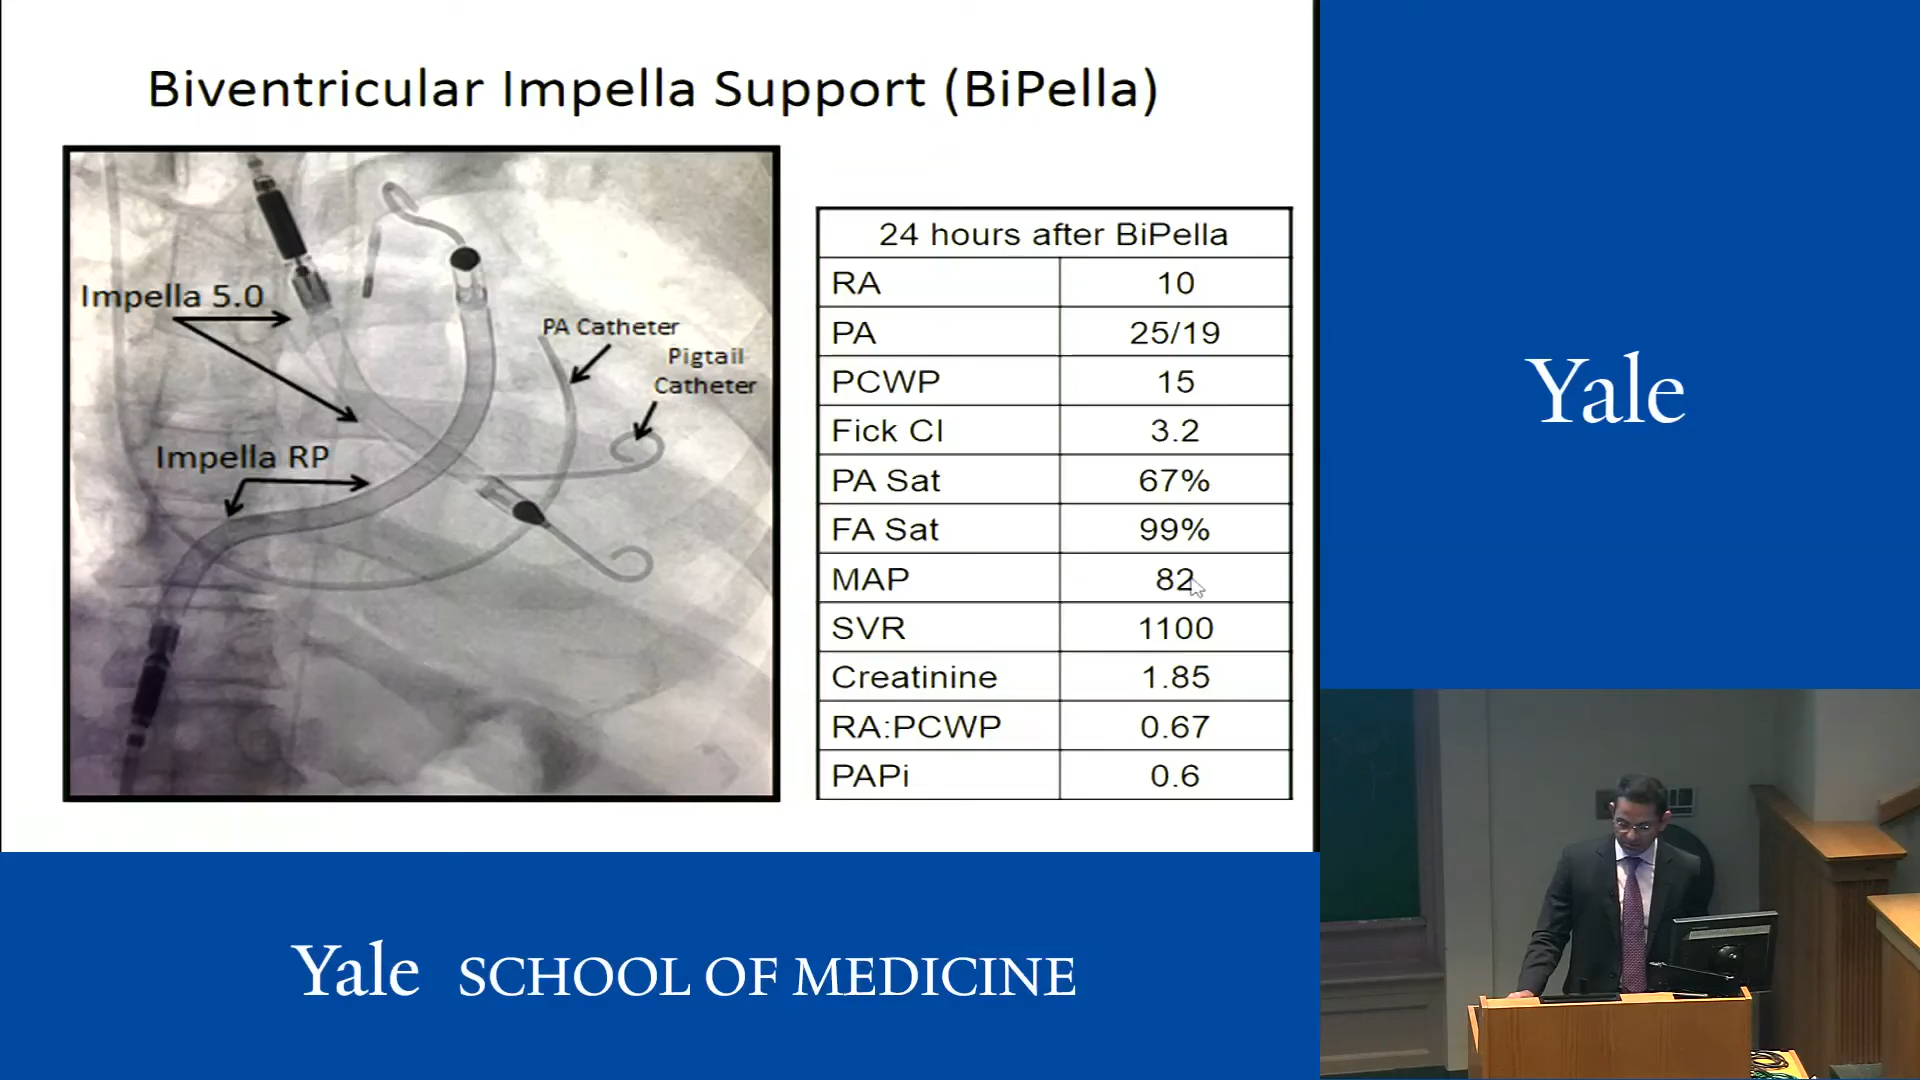 Biventricular Impella Support (BiPella)
Impella 5.0
PA Catheter
Pigtail
Catheter
Impella RP
24 hours after BiPella
RA 10
PA 25/19
PCWP 15
Fick CI 3.2
PA Sat 67%
FA Sat 99%
MAP 82
SVR 1100
Creatinine 1.85
RA:PCWP 0.67
PAPi 0.6
Yale
Yale SCHOOL OF MEDICINE